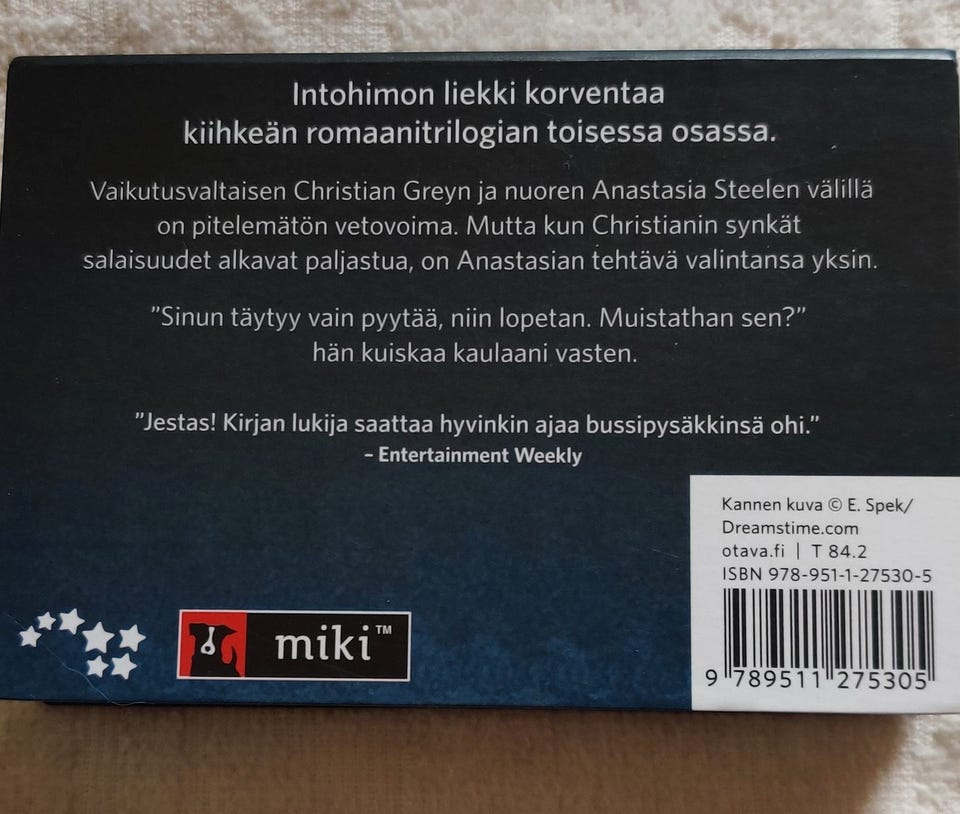 Intohimon liekki korventaa
kiihkeän romaanitrilogian toisessa osassa.
Vaikutusvaltaisen Christian Greyn ja nuoren Anastasia Steelen välillä
on pitelemätön vetovoima. Mutta kun Christianin synkät
salaisuudet alkavat paljastua, on Anastasian tehtävä valintansa yksin.
”Sinun täytyy vain pyytää, niin lopetan. Muistathan sen?”
hän kuiskaa kaulaani vasten.
”Jestas! Kirjan lukija saattaa hyvinkin ajaa bussipysäkkinsä ohi.”
– Entertainment Weekly
Kannen kuva © E. Spek/
Dreamstime.com
otava.fi | T 84.2
ISBN 978-951-1-27530-5
miki™
9 789511 275305